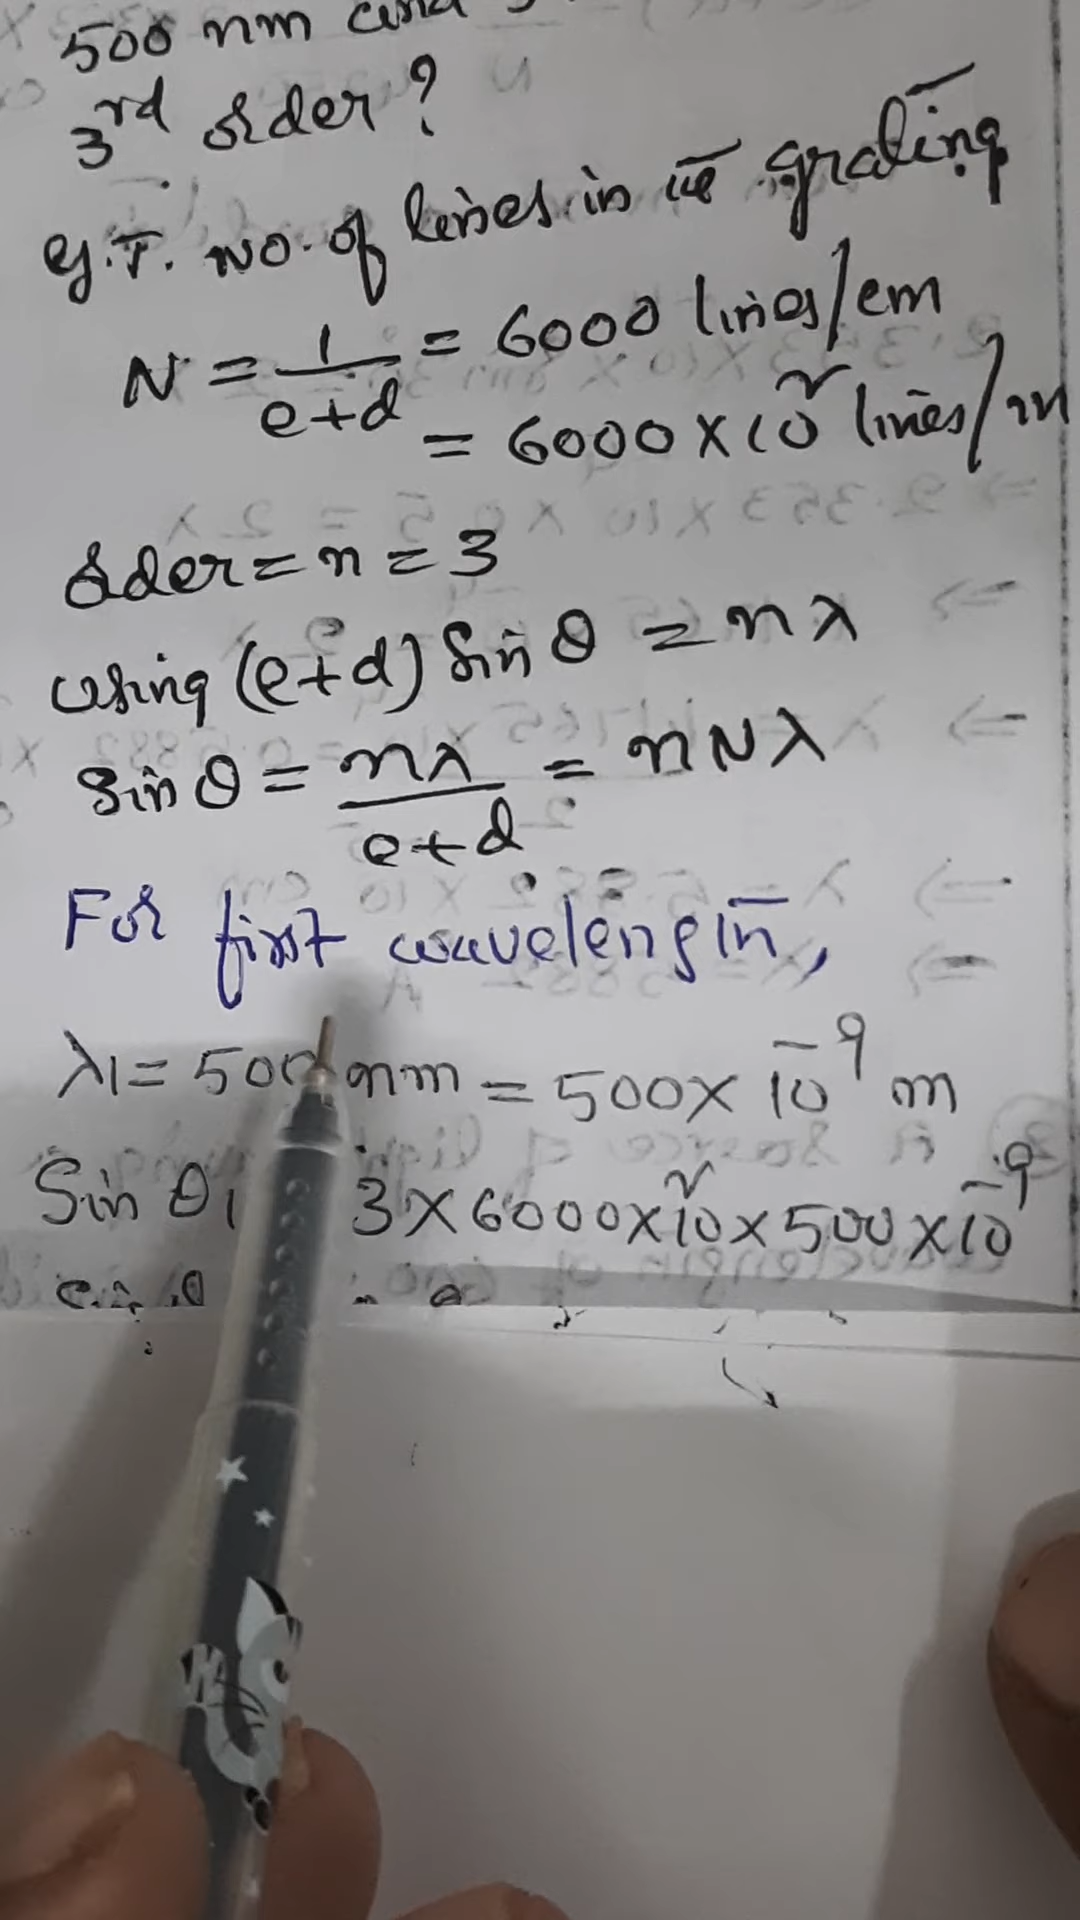 500 nm and
3rd order?
G.T. No. of lines in the grating
N = 1/(e+d) = 6000 lines/cm
= 6000 × 10² lines/m
Order = n = 3
using (e+d) Sin θ = nλ
Sin θ = nλ/(e+d) = nNλ
For first wavelength,
λ1 = 500 nm = 500 × 10⁻⁹ m
Sin θ1 3 × 6000 × 10² × 500 × 10⁻⁹